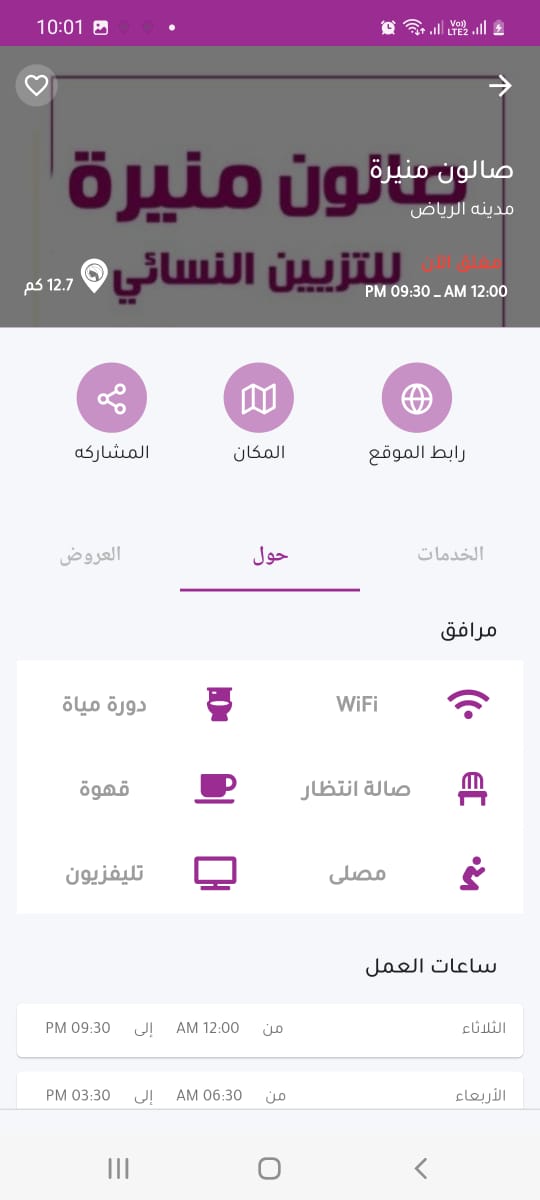 10:01
Vo)) LTE2
صالون منيرة
للتزيين النسائي
صالون منيرة
مدينه الرياض
مغلق الآن
12:00 AM _ 09:30 PM
12.7 كم
رابط الموقع
المكان
المشاركه
الخدمات
حول
العروض
مرافق
WiFi
دورة مياة
صالة انتظار
قهوة
مصلى
تليفزيون
ساعات العمل
الثلاثاء من 12:00 AM إلى 09:30 PM
الأربعاء من 06:30 AM إلى 03:30 PM